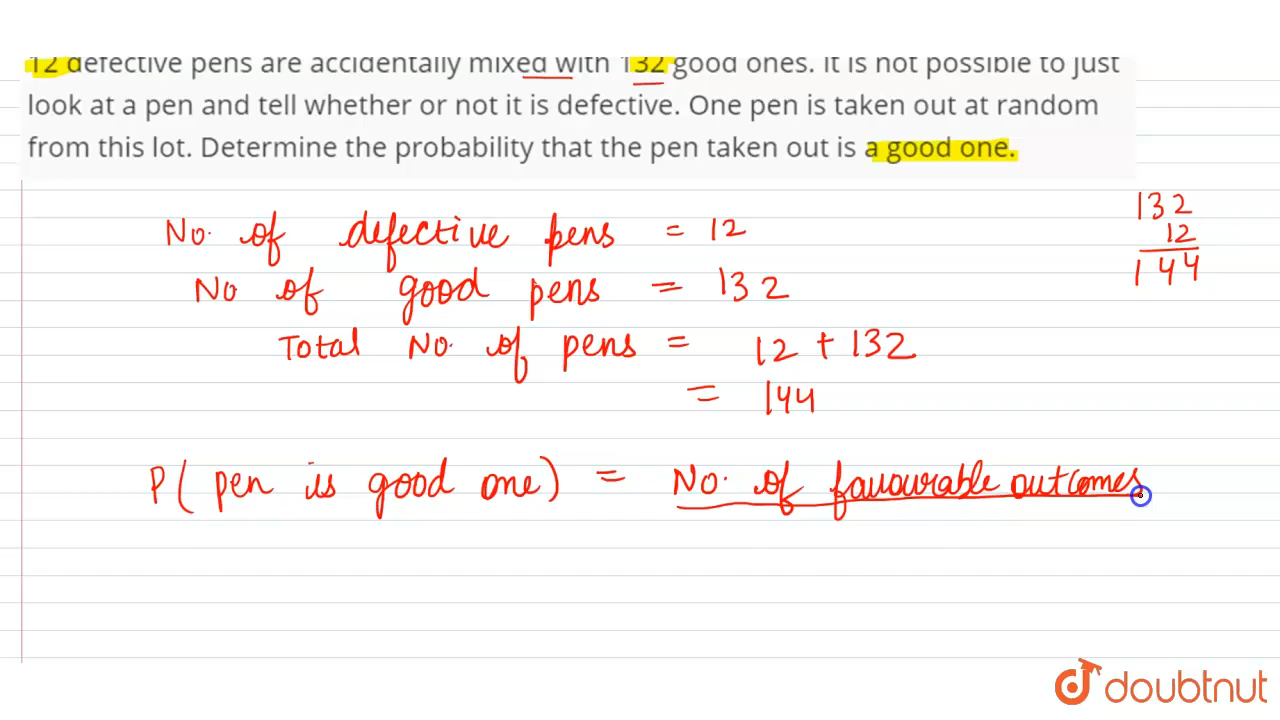 12 defective pens are accidentally mixed with 132 good ones. It is not possible to just
look at a pen and tell whether or not it is defective. One pen is taken out at random
from this lot. Determine the probability that the pen taken out is a good one.
No. of defective pens = 12
No of good pens = 132
Total No. of pens = 12 + 132
= 144
132
12
144
P( pen is good one) = No. of favourable outcomes
doubtnut